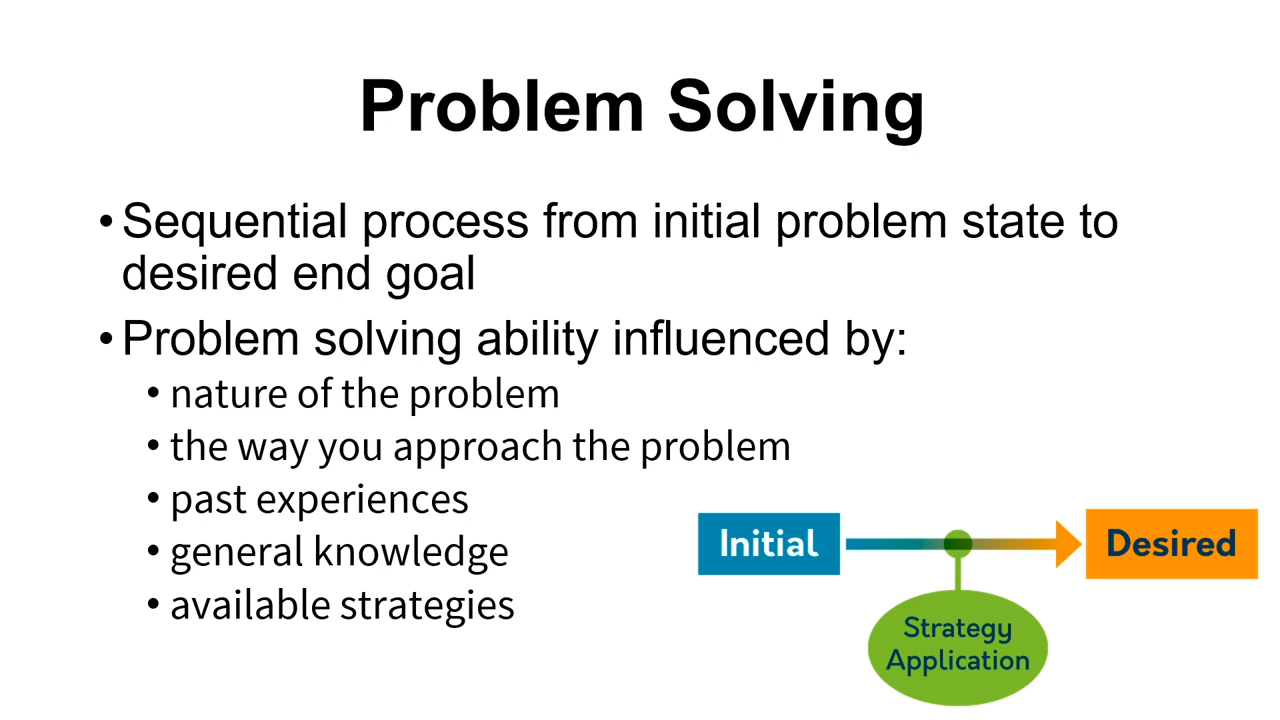 Problem Solving
• Sequential process from initial problem state to
desired end goal
• Problem solving ability influenced by:
• nature of the problem
• the way you approach the problem
• past experiences
• general knowledge
• available strategies
Initial
Desired
Strategy
Application